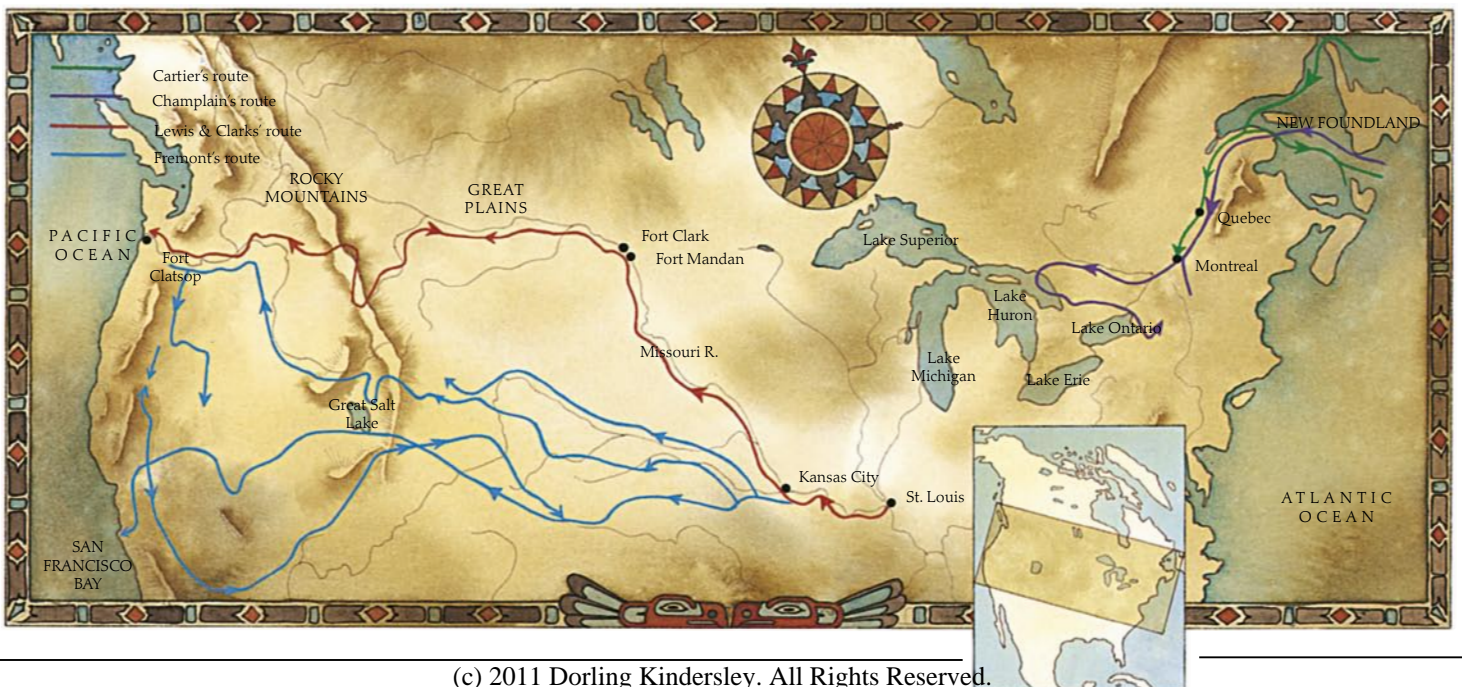 Cartier's route
Champlain's route
Lewis & Clarks' route
Fremont's route
NEW FOUNDLAND
ROCKY
MOUNTAINS
GREAT
PLAINS
Quebec
PACIFIC
OCEAN
Fort Clark
Lake Superior
Fort
Clatsop
Fort Mandan
Montreal
Lake
Huron
Lake Ontario
Missouri R.
Lake
Michigan
Lake Erie
Great Salt
Lake
Kansas City
St. Louis
ATLANTIC
OCEAN
SAN
FRANCISCO
BAY
(c) 2011 Dorling Kindersley. All Rights Reserved.